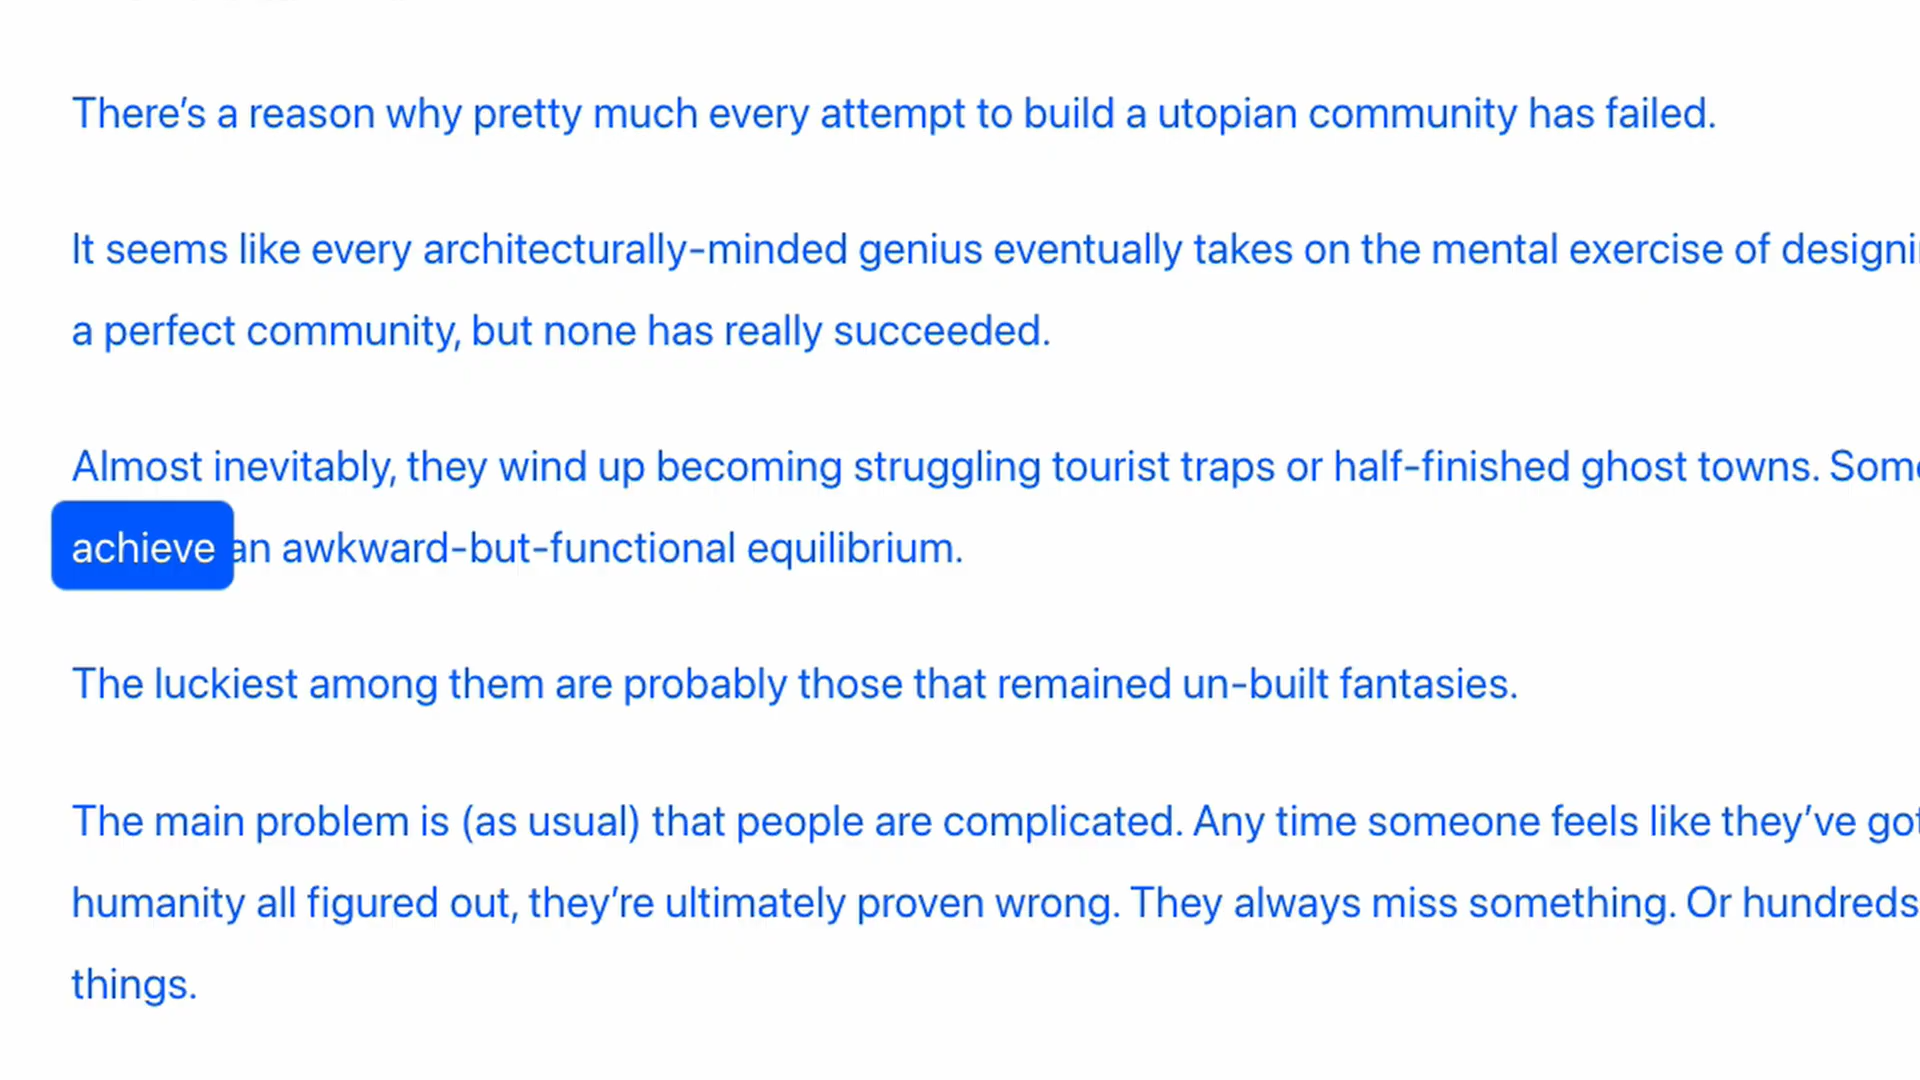 There’s a reason why pretty much every attempt to build a utopian community has failed.
It seems like every architecturally-minded genius eventually takes on the mental exercise of
a perfect community, but none has really succeeded.
Almost inevitably, they wind up becoming struggling tourist traps or half-finished ghost towns.
achieve an awkward-but-functional equilibrium.
The luckiest among them are probably those that remained un-built fantasies.
The main problem is (as usual) that people are complicated. Any time someone feels like they’ve got
humanity all figured out, they’re ultimately proven wrong. They always miss something. Or hundreds
things.